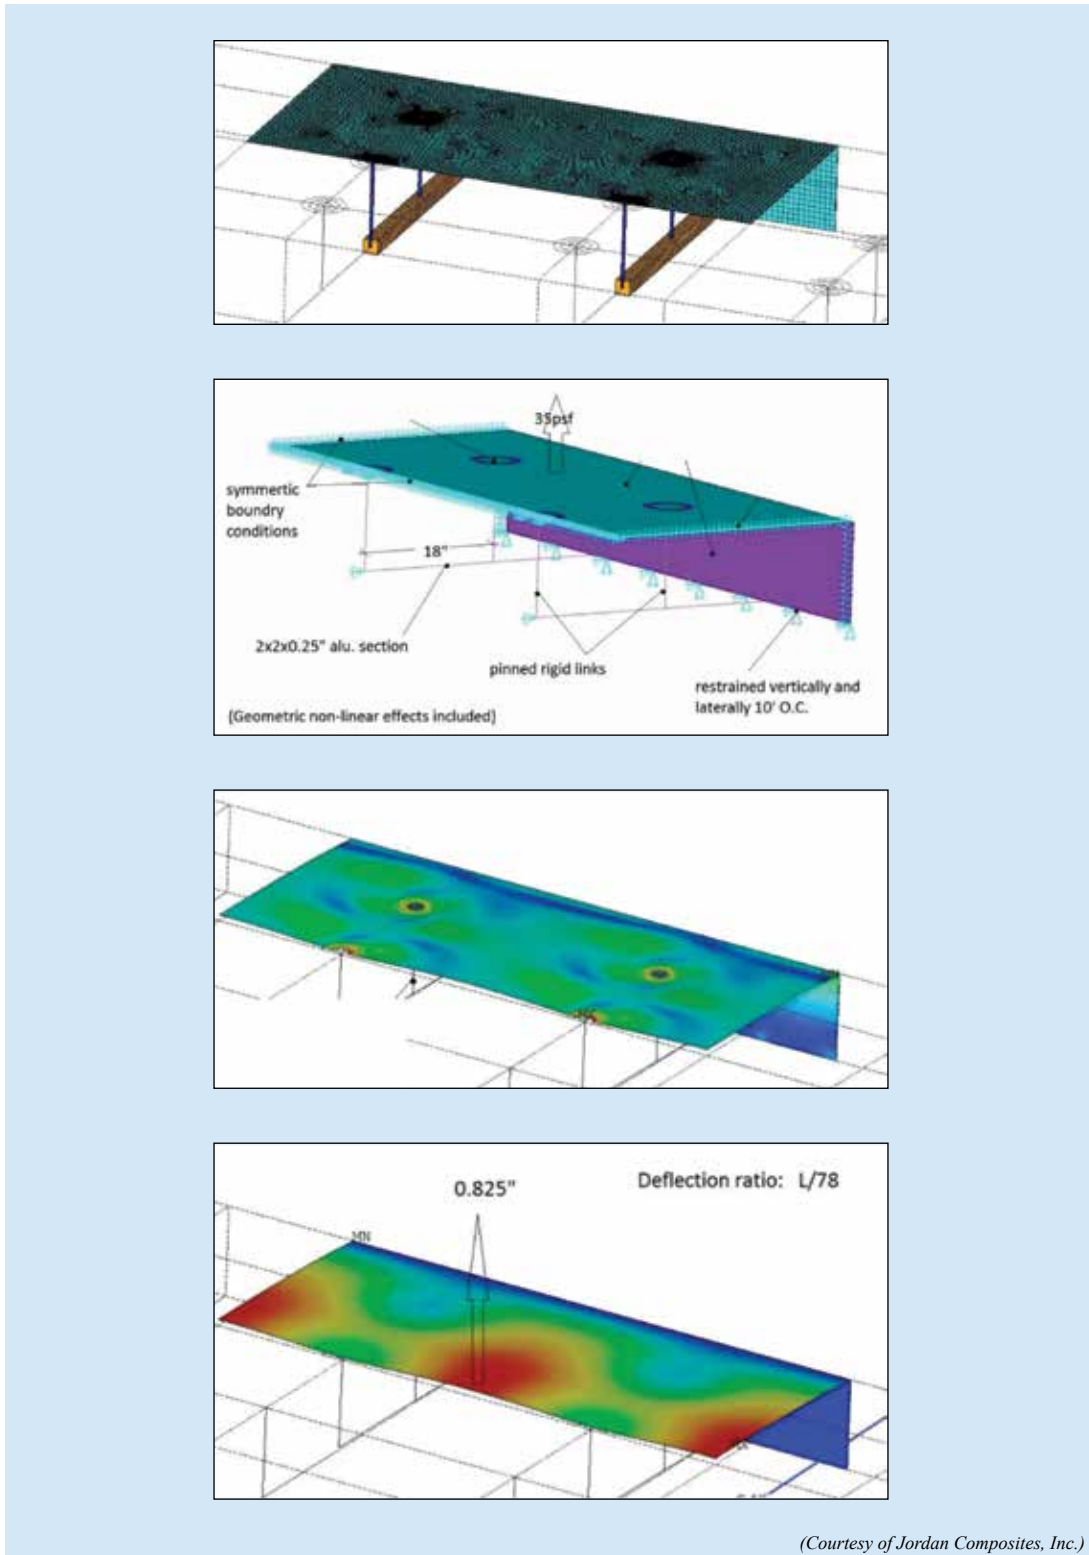 35psf
symmertic
boundry
conditions
18"
2x2x0.25" alu. section
pinned rigid links
restrained vertically and
laterally 10' O.C.
(Geometric non-linear effects included)
Deflection ratio: L/78
0.825"
MN
(Courtesy of Jordan Composites, Inc.)